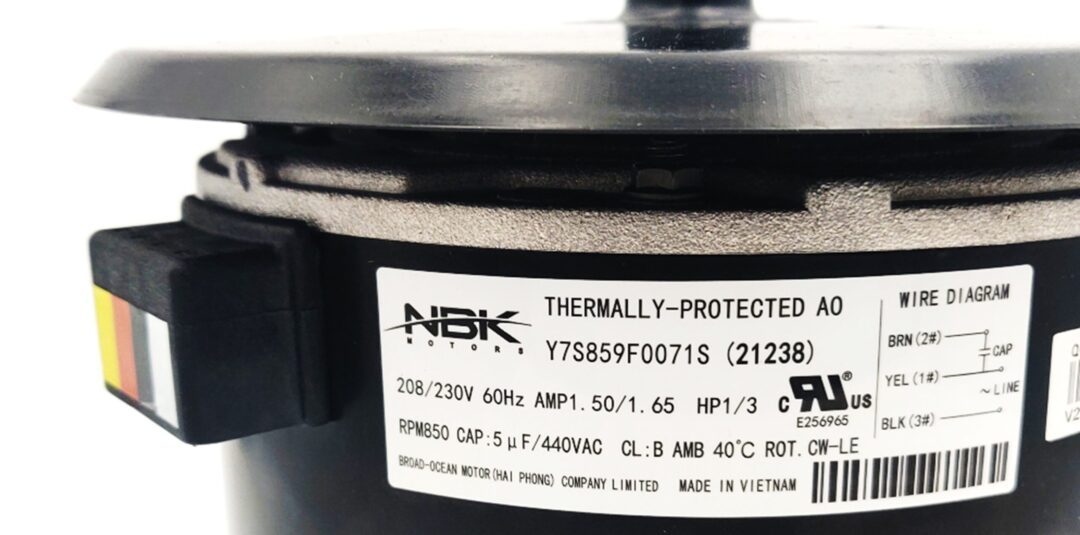 NBK
MOTORS
THERMALLY-PROTECTED AO
Y7S859F0071S (21238)
208/230V 60Hz AMP1.50/1.65 HP1/3
C RU® US
E256965
RPM850 CAP:5μF/440VAC CL:B AMB 40℃ ROT. CW-LE
BROAD-OCEAN MOTOR(HAI PHONG) COMPANY LIMITED MADE IN VIETNAM
WIRE DIAGRAM
BRN(2#)
CAP
YEL(1#)
~LINE
BLK(3#)